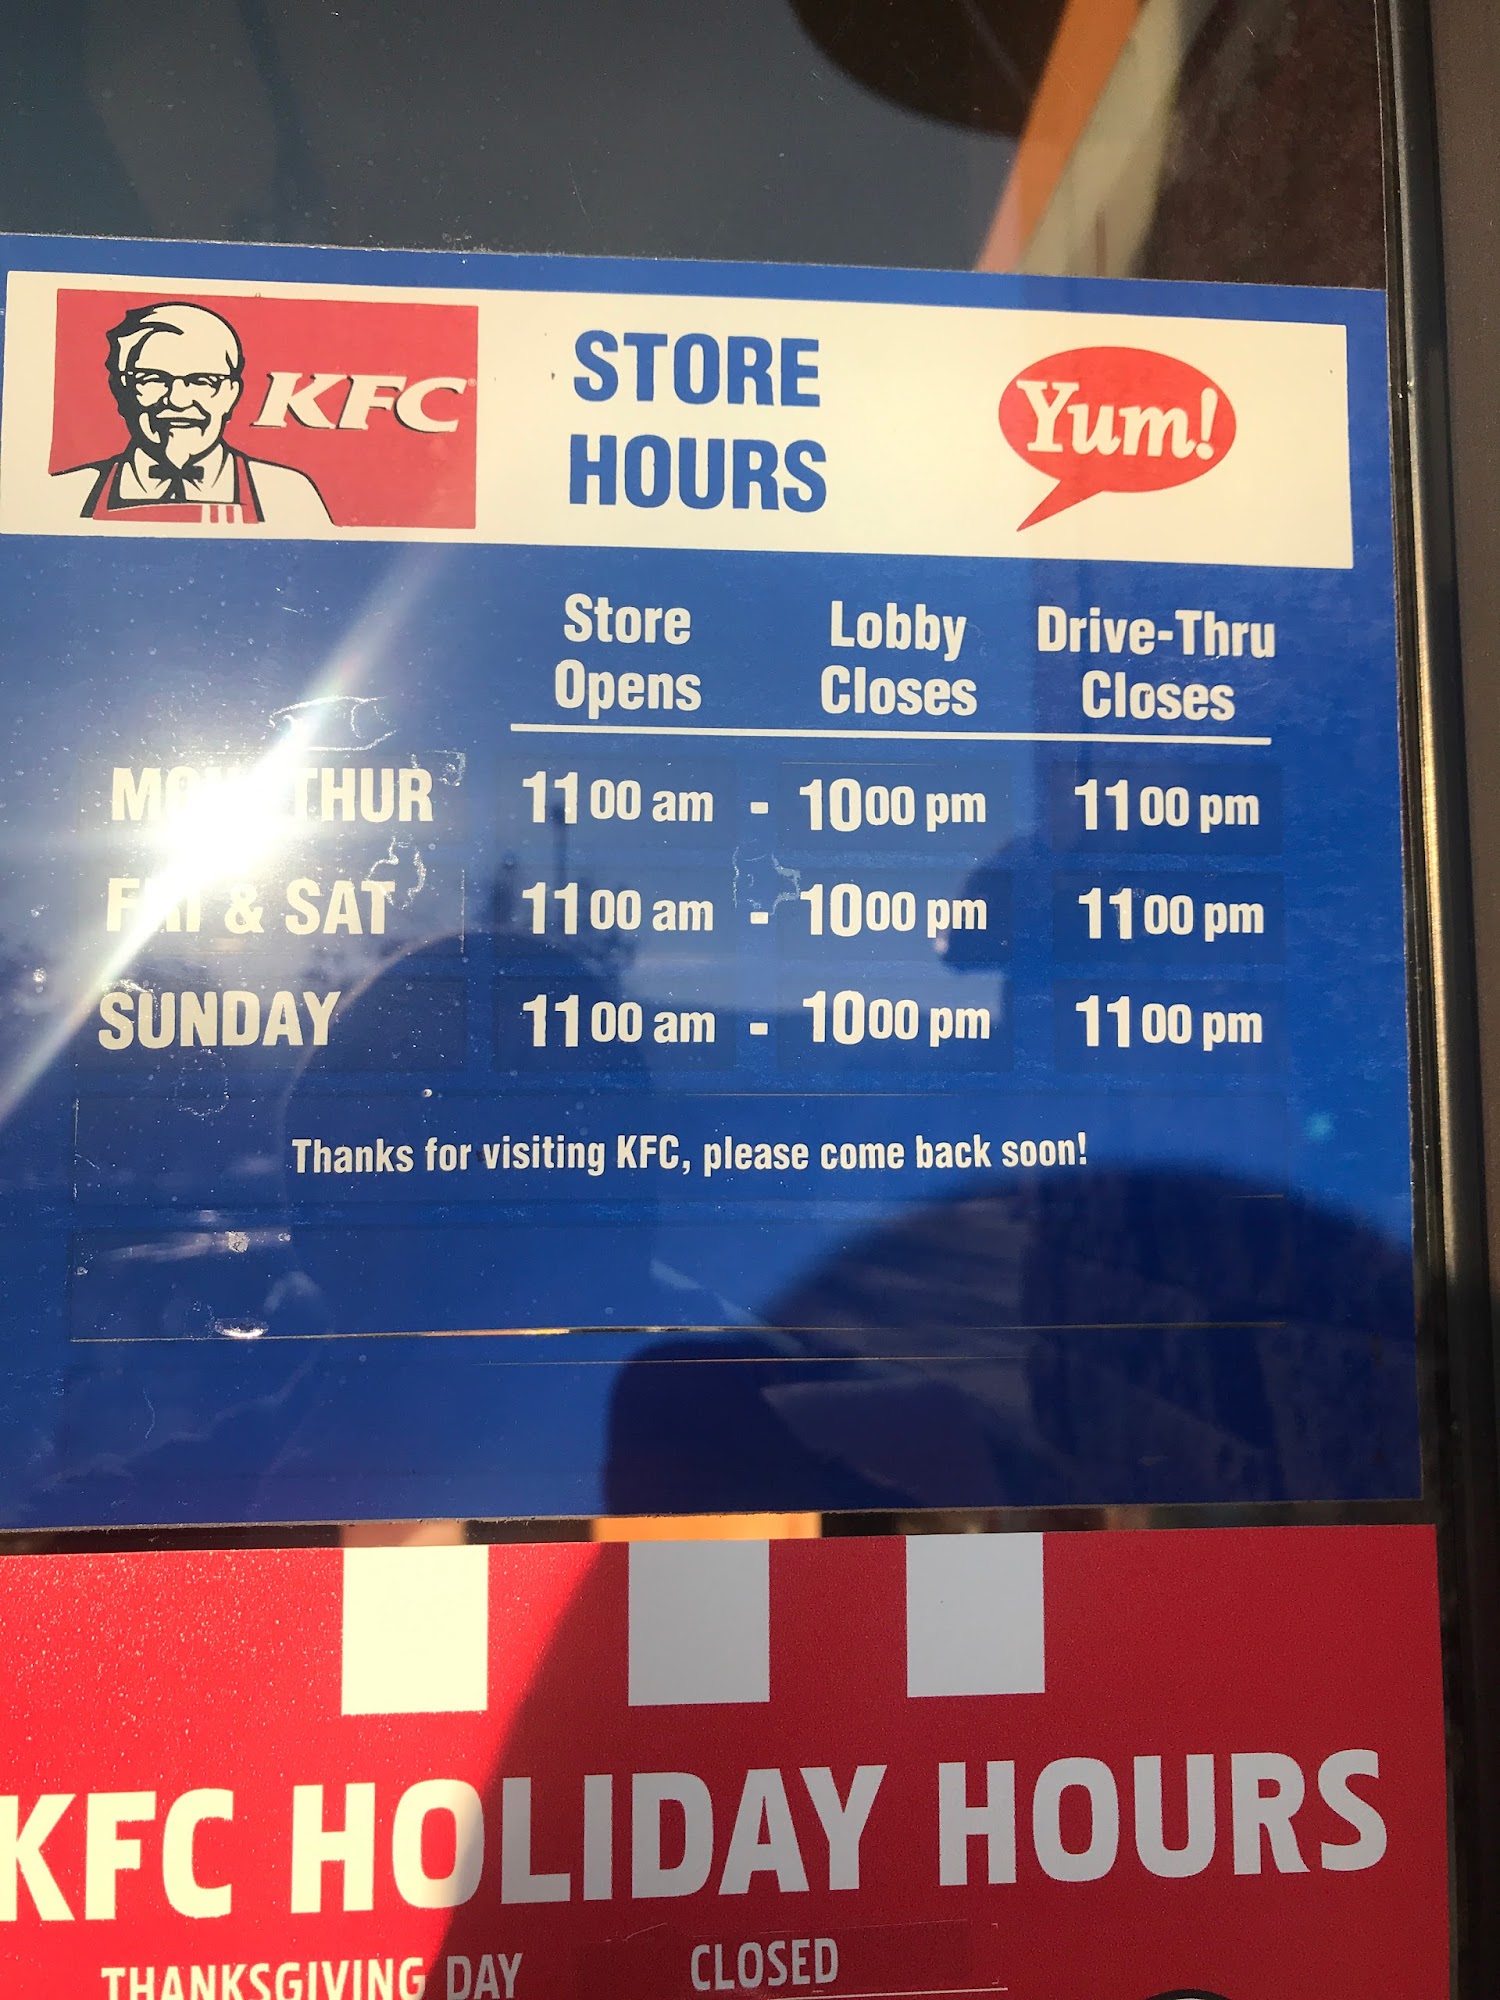 KFC
STORE
HOURS
Yum!
Store Opens Lobby Closes Drive-Thru Closes
THUR 11 00 am - 10 00 pm 11 00 pm
& SAT 11 00 am - 10 00 pm 11 00 pm
SUNDAY 11 00 am - 10 00 pm 11 00 pm
Thanks for visiting KFC, please come back soon!
KFC HOLIDAY HOURS
THANKSGIVING DAY CLOSED